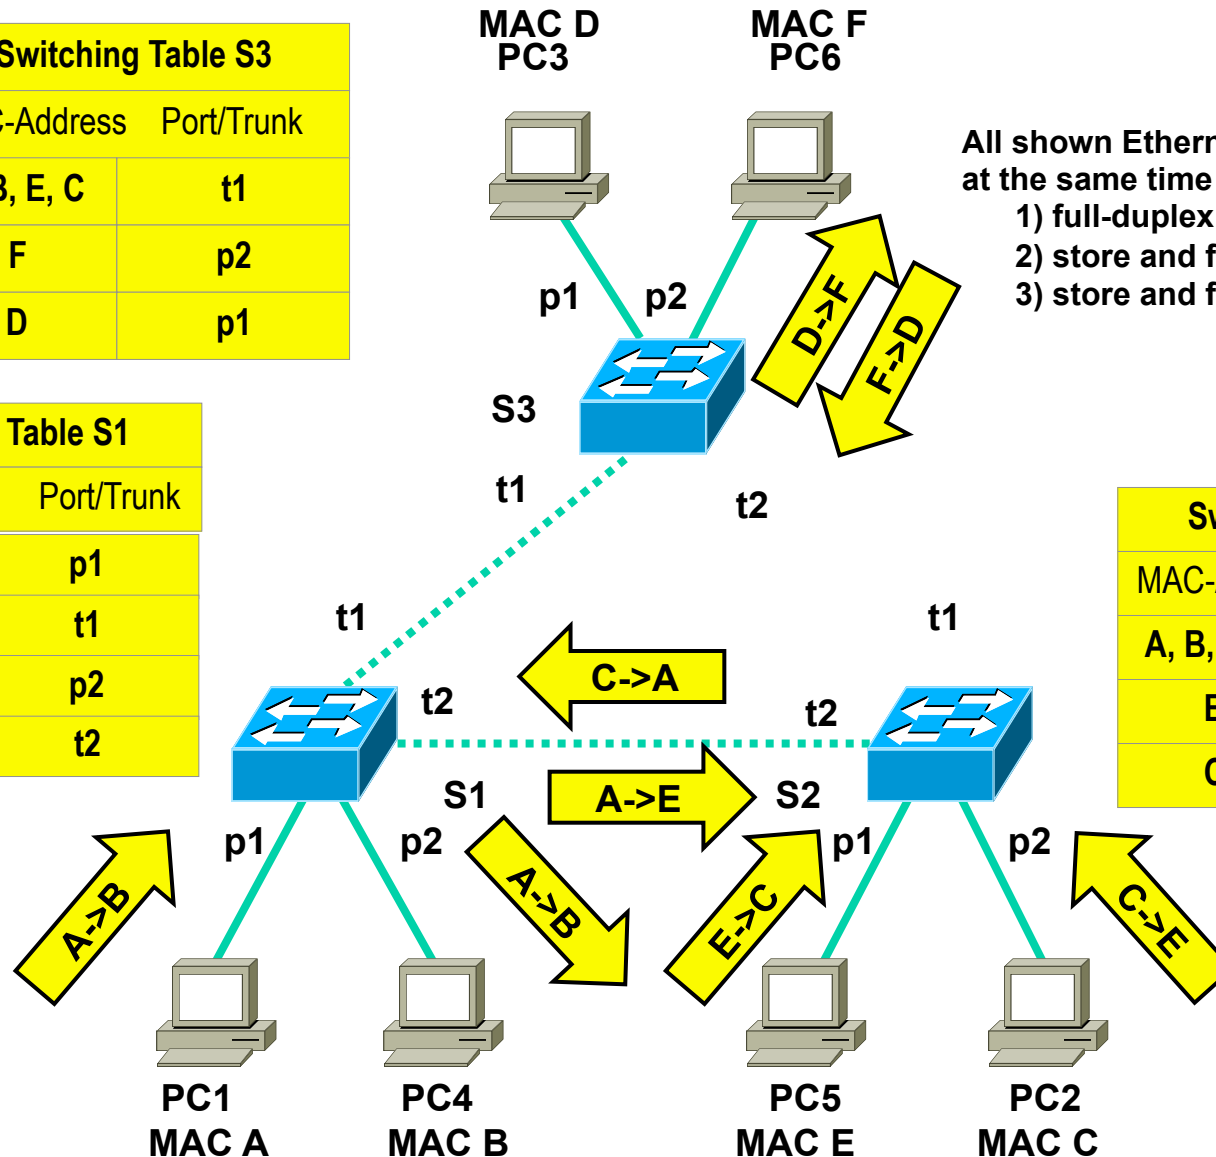 MAC D
PC3
MAC F
PC6
Switching Table S3
C-Address Port/Trunk
B, E, C t1
F p2
D p1
All shown Ethern
at the same time
1) full-duplex
2) store and f
3) store and f
p1 p2
D->F
F->D
S3
t1
t2
Table S1
Port/Trunk
p1
t1
p2
t2
Sw
MAC-
A, B,
t1
t1
C->A
t2
t2
A->E
S1
S2
p1
p2
p1
p2
A->B
A->B
E->C
C->E
PC1
MAC A
PC4
MAC B
PC5
MAC E
PC2
MAC C